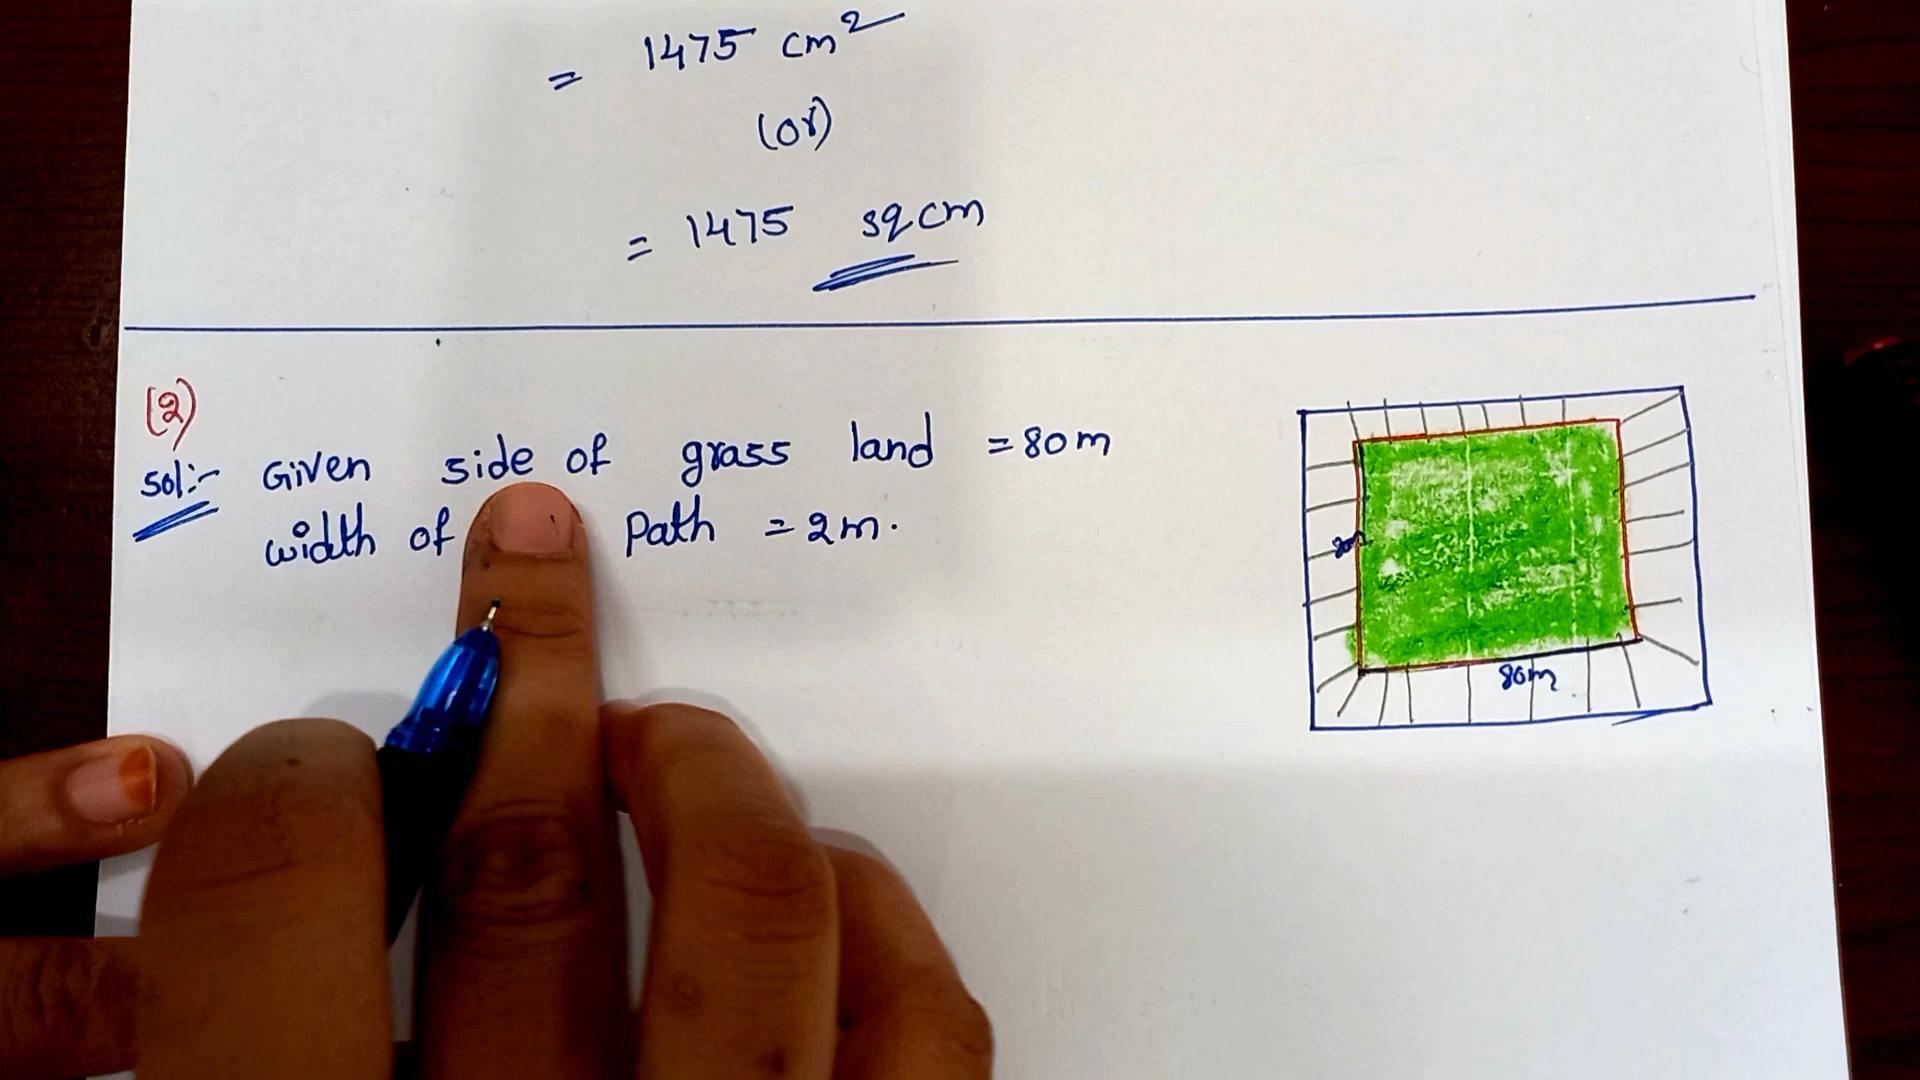 = 1475 cm²
(or)
= 1475 sq cm
(2)
Sol:- Given side of grass land = 80m
width of Path = 2m.
80m
80m